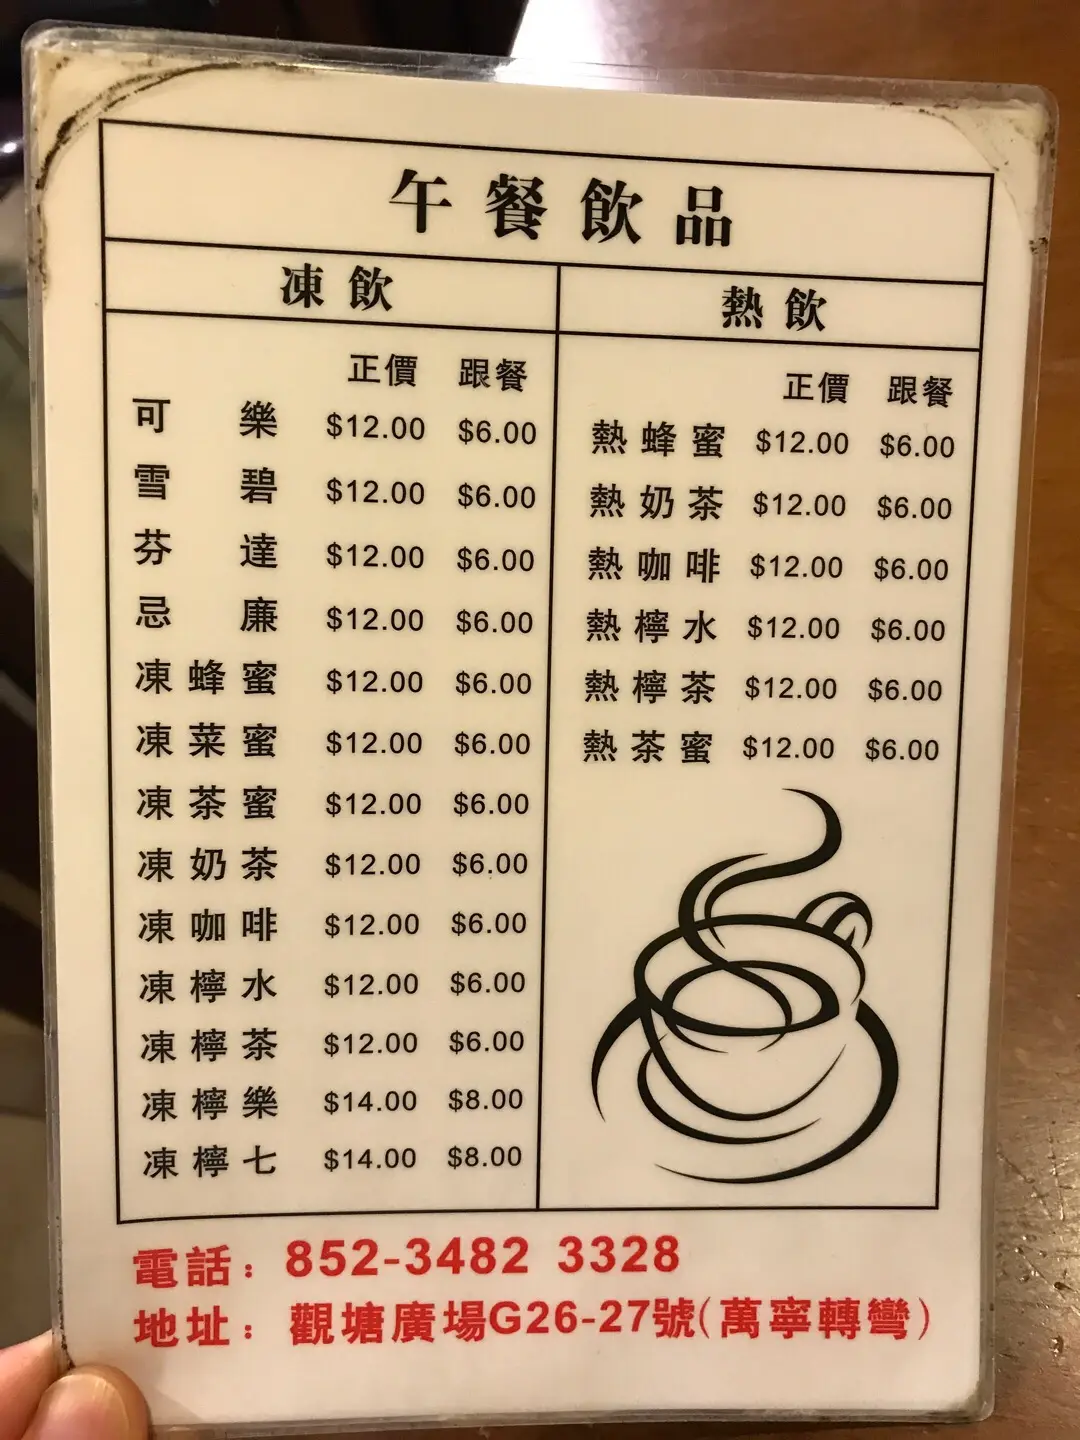 午餐飲品
凍飲
正價 跟餐
可樂 $12.00 $6.00
雪碧 $12.00 $6.00
芬達 $12.00 $6.00
忌廉 $12.00 $6.00
凍蜂蜜 $12.00 $6.00
凍菜蜜 $12.00 $6.00
凍茶蜜 $12.00 $6.00
凍奶茶 $12.00 $6.00
凍咖啡 $12.00 $6.00
凍檸水 $12.00 $6.00
凍檸茶 $12.00 $6.00
凍檸樂 $14.00 $8.00
凍檸七 $14.00 $8.00
熱飲
正價 跟餐
熱蜂蜜 $12.00 $6.00
熱奶茶 $12.00 $6.00
熱咖啡 $12.00 $6.00
熱檸水 $12.00 $6.00
熱檸茶 $12.00 $6.00
熱茶蜜 $12.00 $6.00
電話：852-3482 3328
地址：觀塘廣場G26-27號(萬寧轉彎)